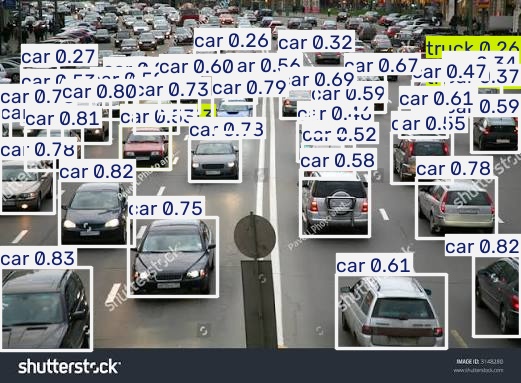 car 0.26
car 0.32
truck 0.26
car 0.27
car 0.60
car 0.56
car 0.67
car 0.47
car 0.80
car 0.73
car 0.79
car 0.69
car 0.59
car 0.61
car 0.81
car 0.73
car 0.52
car 0.55
car 0.78
car 0.82
car 0.58
car 0.78
car 0.75
car 0.83
car 0.61
car 0.82
shutterstock
IMAGE ID: 3148280
www.shutterstock.com